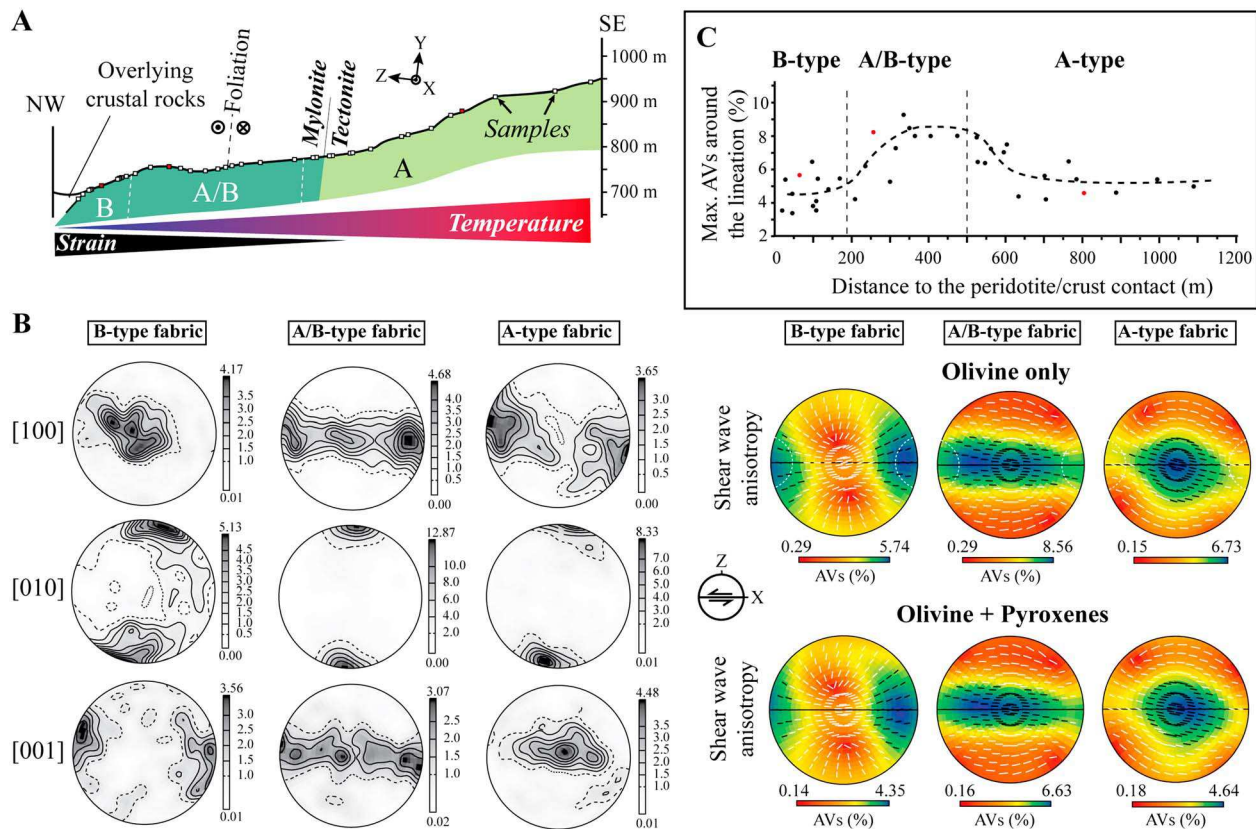 A
NW
Overlying
crustal rocks
Foliation
Mylonite
Tectonite
Z
Y
X
Samples
SE
1000 m
900 m
800 m
700 m
B
A/B
A
Temperature
Strain
C
B-type
A/B-type
A-type
Max. AVs around
the lineation (%)
10
8
6
4
2
0
200
400
600
800
1000
1200
Distance to the peridotite/crust contact (m)
B
B-type fabric
A/B-type fabric
A-type fabric
[100]
4.17
3.5
3.0
2.5
2.0
1.5
1.0
0.01
4.68
4.0
3.5
3.0
2.5
2.0
1.5
1.0
0.00
3.65
3.0
2.5
2.0
1.5
1.0
0.5
0.00
[010]
5.13
4.5
4.0
3.5
3.0
2.5
2.0
1.5
1.0
0.5
0.00
12.87
10.0
8.0
6.0
4.0
2.0
0.00
8.33
7.0
6.0
5.0
4.0
3.0
2.0
1.0
0.01
[001]
3.56
3.0
2.5
2.0
1.5
1.0
0.01
3.07
2.5
2.0
1.5
1.0
0.02
4.48
3.5
3.0
2.5
2.0
1.5
1.0
0.5
0.01
B-type fabric
A/B-type fabric
A-type fabric
Olivine only
Shear wave
anisotropy
0.29 5.74
AVs (%)
0.29 8.56
AVs (%)
0.15 6.73
AVs (%)
Z
X
Olivine + Pyroxenes
Shear wave
anisotropy
0.14 4.35
AVs (%)
0.16 6.63
AVs (%)
0.18 4.64
AVs (%)